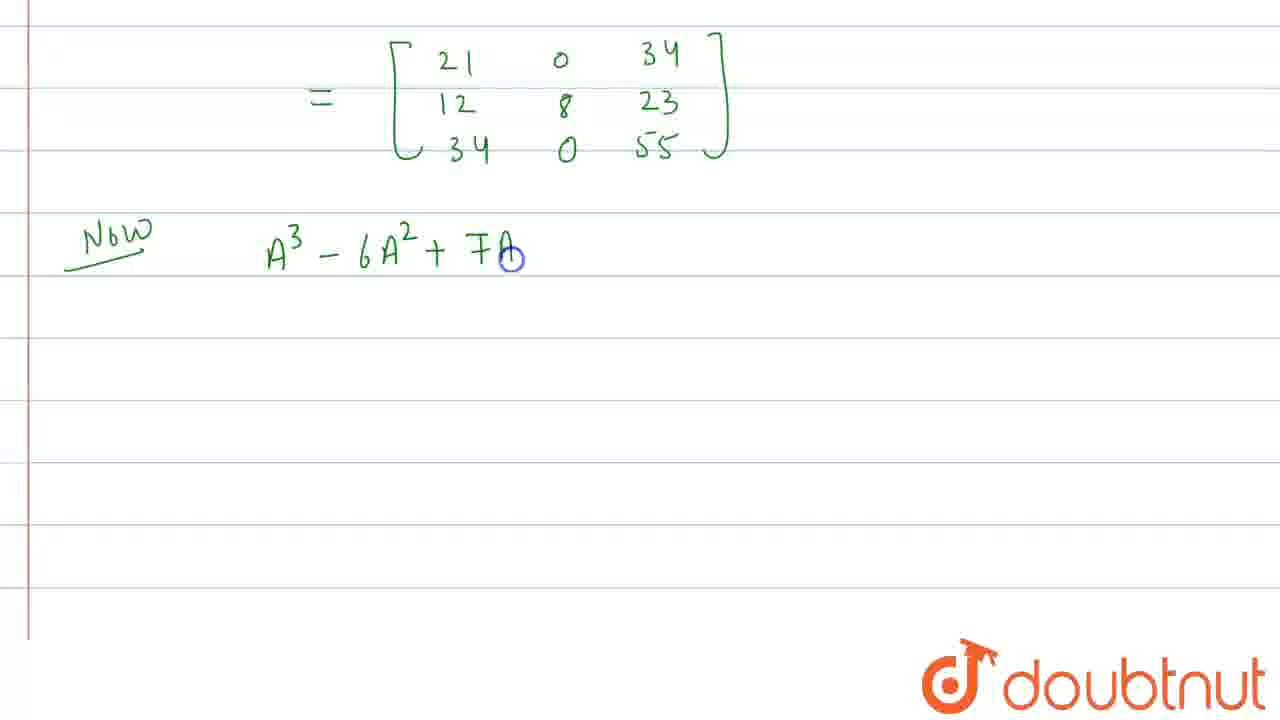 = [ 21 0 34
12 8 23
34 0 55 ]
Now A³ - 6A² + 7A
doubtnut